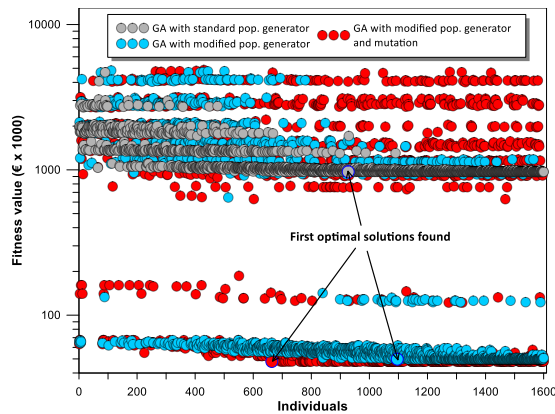 GA with standard pop. generator
GA with modified pop. generator
GA with modified pop. generator
and mutation
10000
1000
100
Fitness value (€ x 1000)
First optimal solutions found
0 200 400 600 800 1000 1200 1400 1600
Individuals